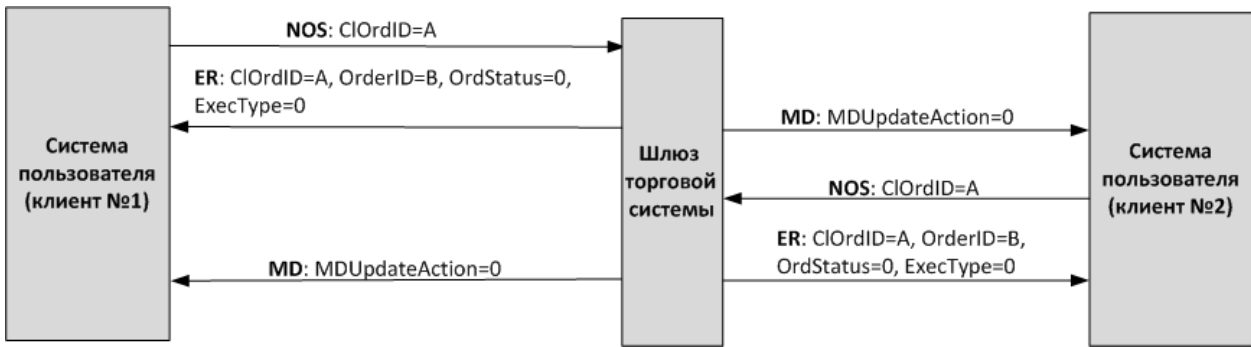 NOS: ClOrdID=A
ER: ClOrdID=A, OrderID=B, OrdStatus=0,
ExecType=0
MD: MDUpdateAction=0
Система
пользователя
(клиент №1)
Шлюз
торговой
системы
MD: MDUpdateAction=0
NOS: ClOrdID=A
ER: ClOrdID=A, OrderID=B,
OrdStatus=0, ExecType=0
Система
пользователя
(клиент №2)